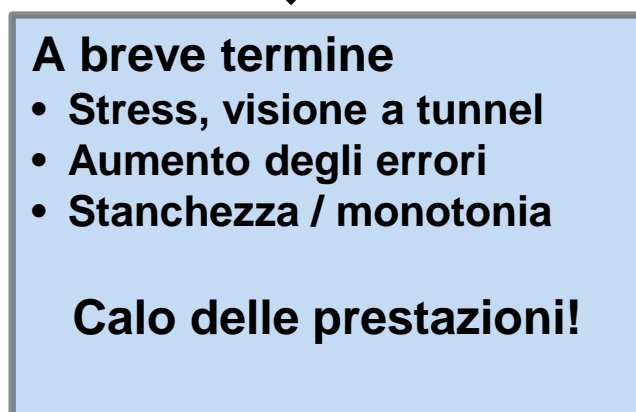 A breve termine
• Stress, visione a tunnel
• Aumento degli errori
• Stanchezza / monotonia
Calo delle prestazioni!